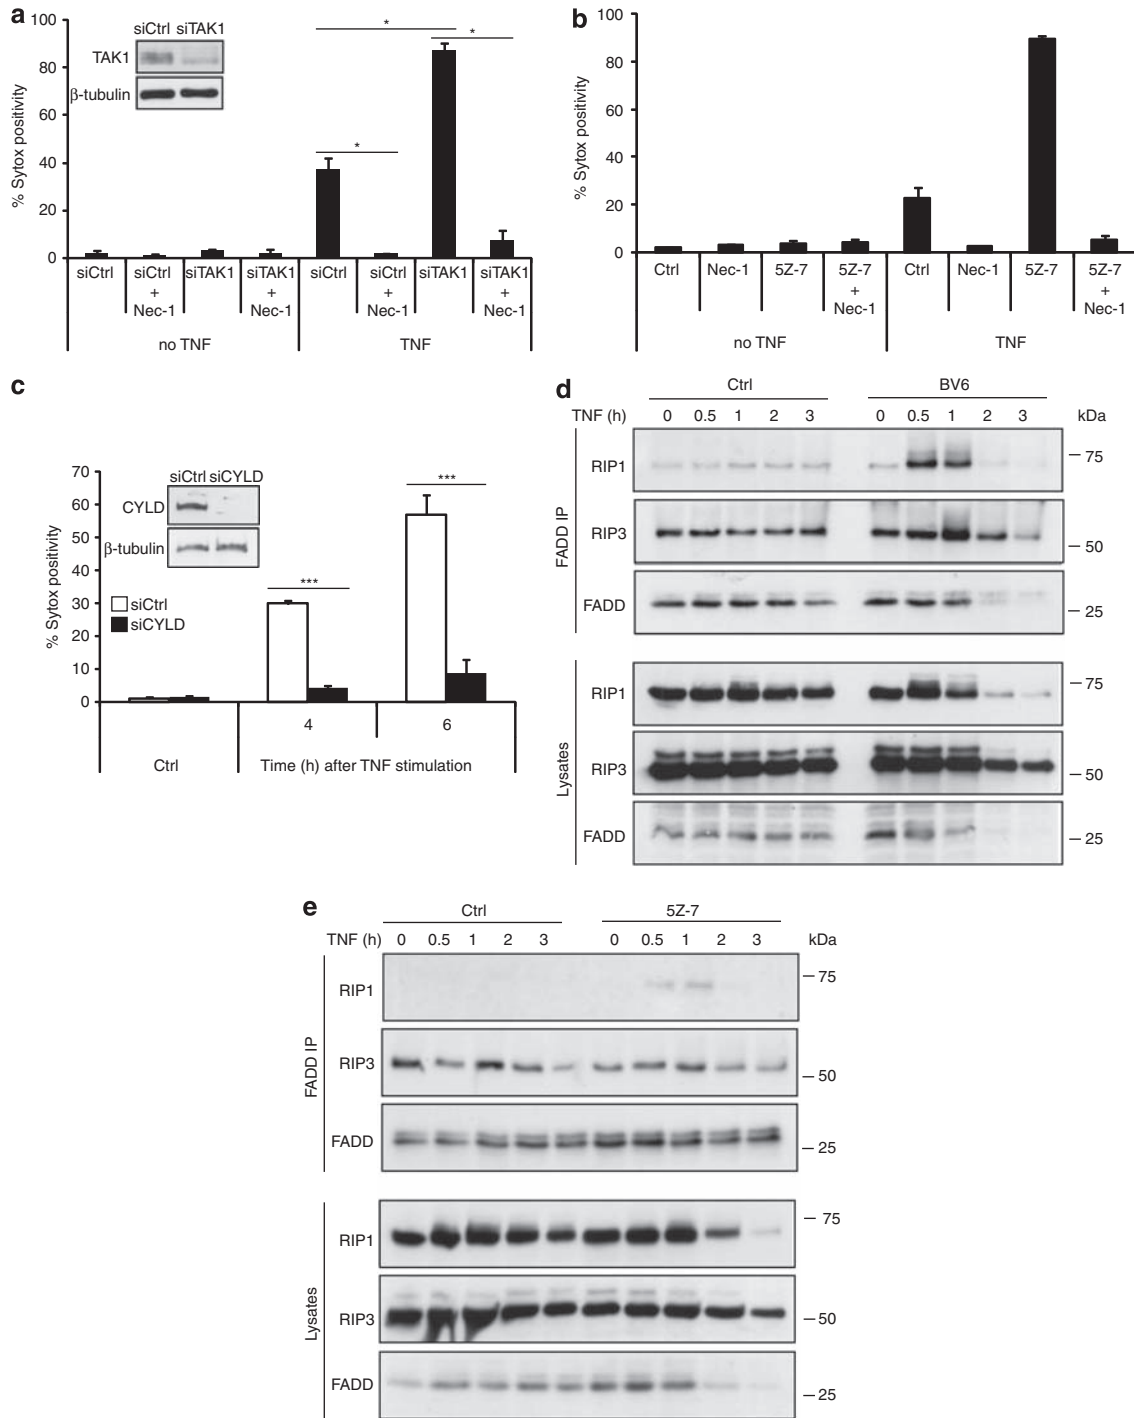 a
% Sytox positivity
100
80
60
40
20
0
siCtrl siTAK1
TAK1
β-tubulin
*
*
*
siCtrl
siCtrl + Nec-1
siTAK1
siTAK1 + Nec-1
siCtrl
siCtrl + Nec-1
siTAK1
siTAK1 + Nec-1
no TNF
TNF
b
% Sytox positivity
100
80
60
40
20
0
Ctrl
Nec-1
5Z-7
5Z-7 + Nec-1
Ctrl
Nec-1
5Z-7
5Z-7 + Nec-1
no TNF
TNF
c
% Sytox positivity
70
60
50
40
30
20
10
0
siCtrl siCYLD
CYLD
β-tubulin
siCtrl
siCYLD
***
***
4
6
Ctrl
Time (h) after TNF stimulation
d
Ctrl
BV6
TNF (h) 0 0.5 1 2 3 0 0.5 1 2 3 kDa
FADD IP
RIP1
75
RIP3
50
FADD
25
Lysates
RIP1
75
RIP3
50
FADD
25
e
Ctrl
5Z-7
TNF (h) 0 0.5 1 2 3 0 0.5 1 2 3 kDa
FADD IP
RIP1
75
RIP3
50
FADD
25
Lysates
RIP1
75
RIP3
50
FADD
25